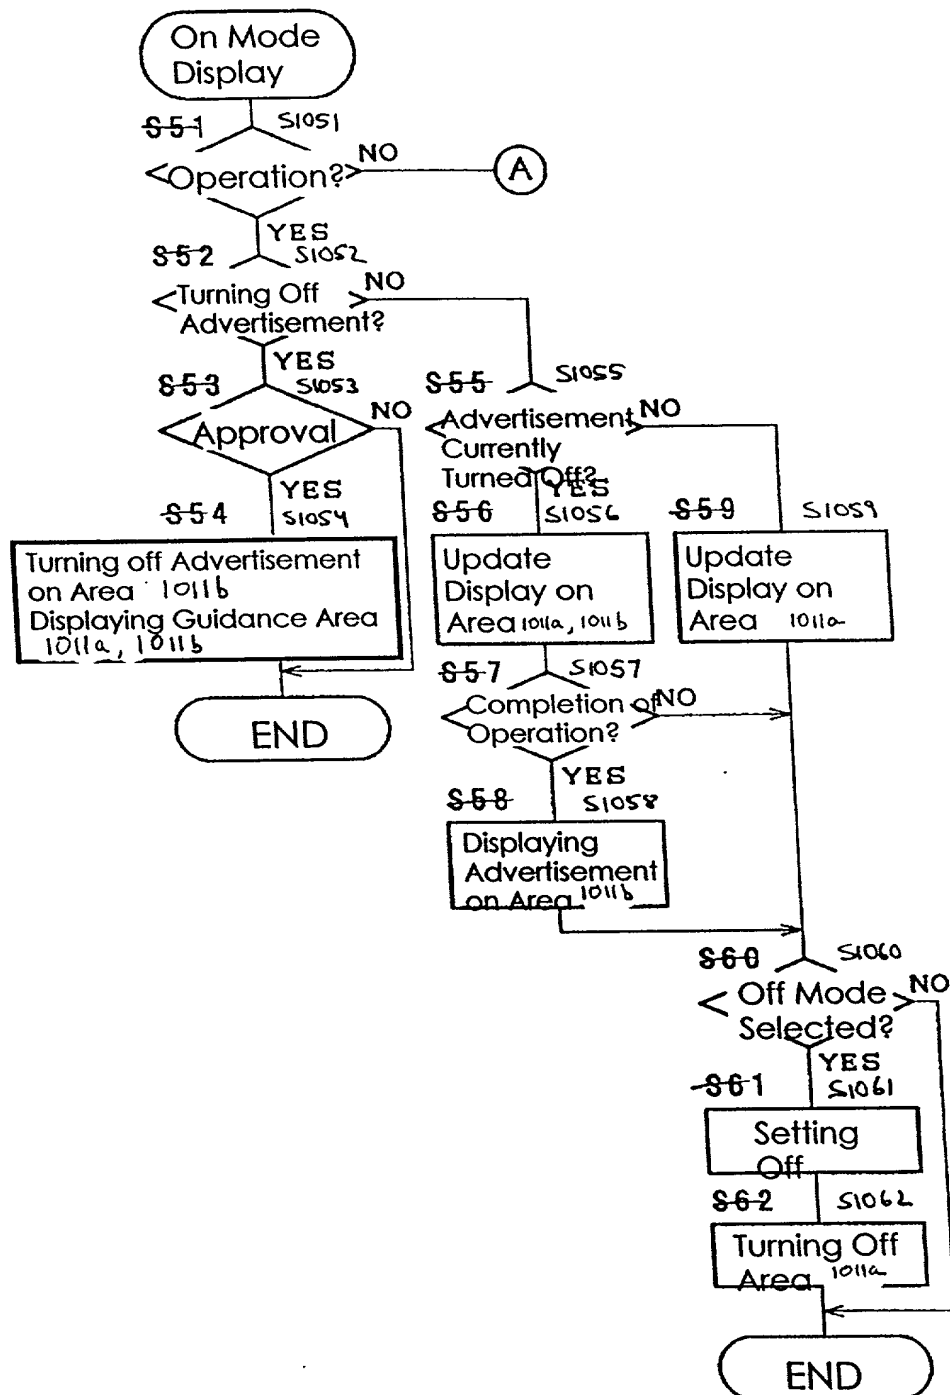 On Mode
Display
S51 S1051
Operation? NO A
YES
S52 S1052
Turning Off NO
Advertisement?
YES
S53 S1053
Approval NO
YES
S54 S1054
Turning off Advertisement
on Area 1011b
Displaying Guidance Area
1011a, 1011b
END
S55 S1055
Advertisement NO
Currently
Turned Off?
YES
S56 S1056
Update
Display on
Area 1011a, 1011b
S57 S1057
Completion of NO
Operation?
YES
S58 S1058
Displaying
Advertisement
on Area 1011b
S59 S1059
Update
Display on
Area 1011a
S60 S1060
Off Mode NO
Selected?
YES
S61 S1061
Setting
Off
S62 S1062
Turning Off
Area 1011a
END